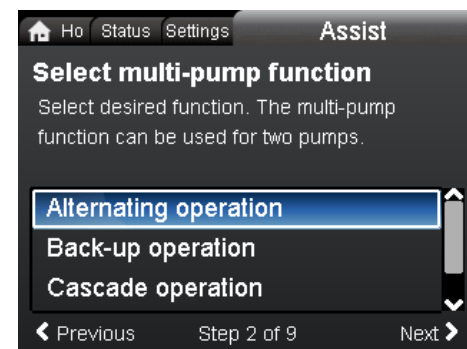 Ho Status Settings Assist
Select multi-pump function
Select desired function. The multi-pump
function can be used for two pumps.
Alternating operation
Back-up operation
Cascade operation
Previous Step 2 of 9 Next